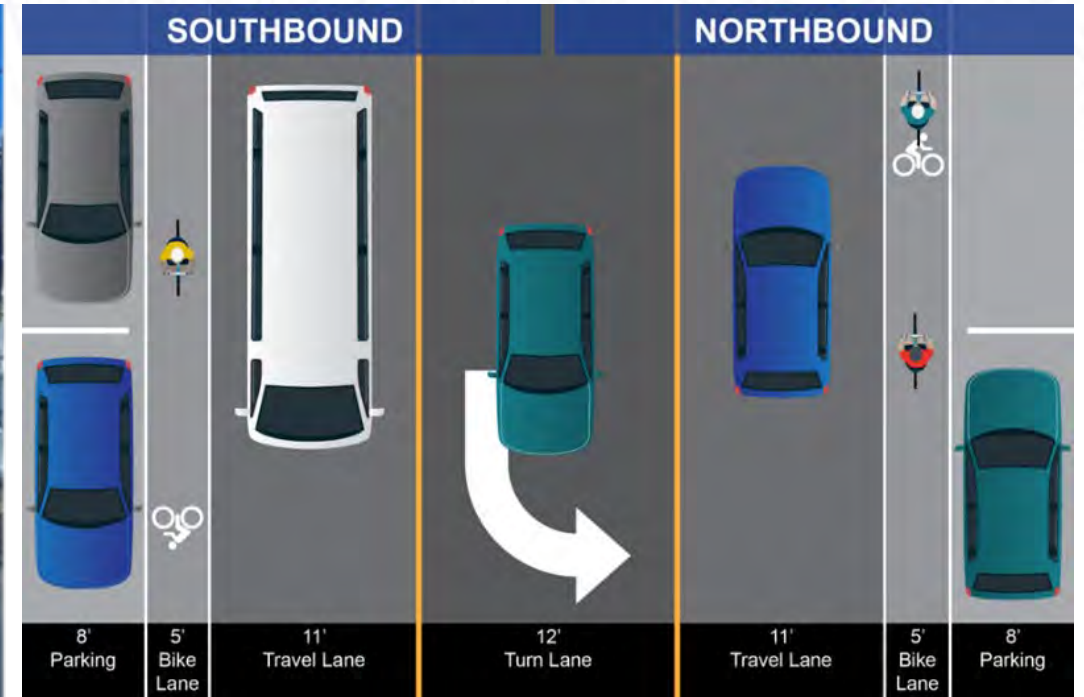 SOUTHBOUND
NORTHBOUND
8'
Parking
5'
Bike
Lane
11'
Travel Lane
12'
Turn Lane
11'
Travel Lane
5'
Bike
Lane
8'
Parking